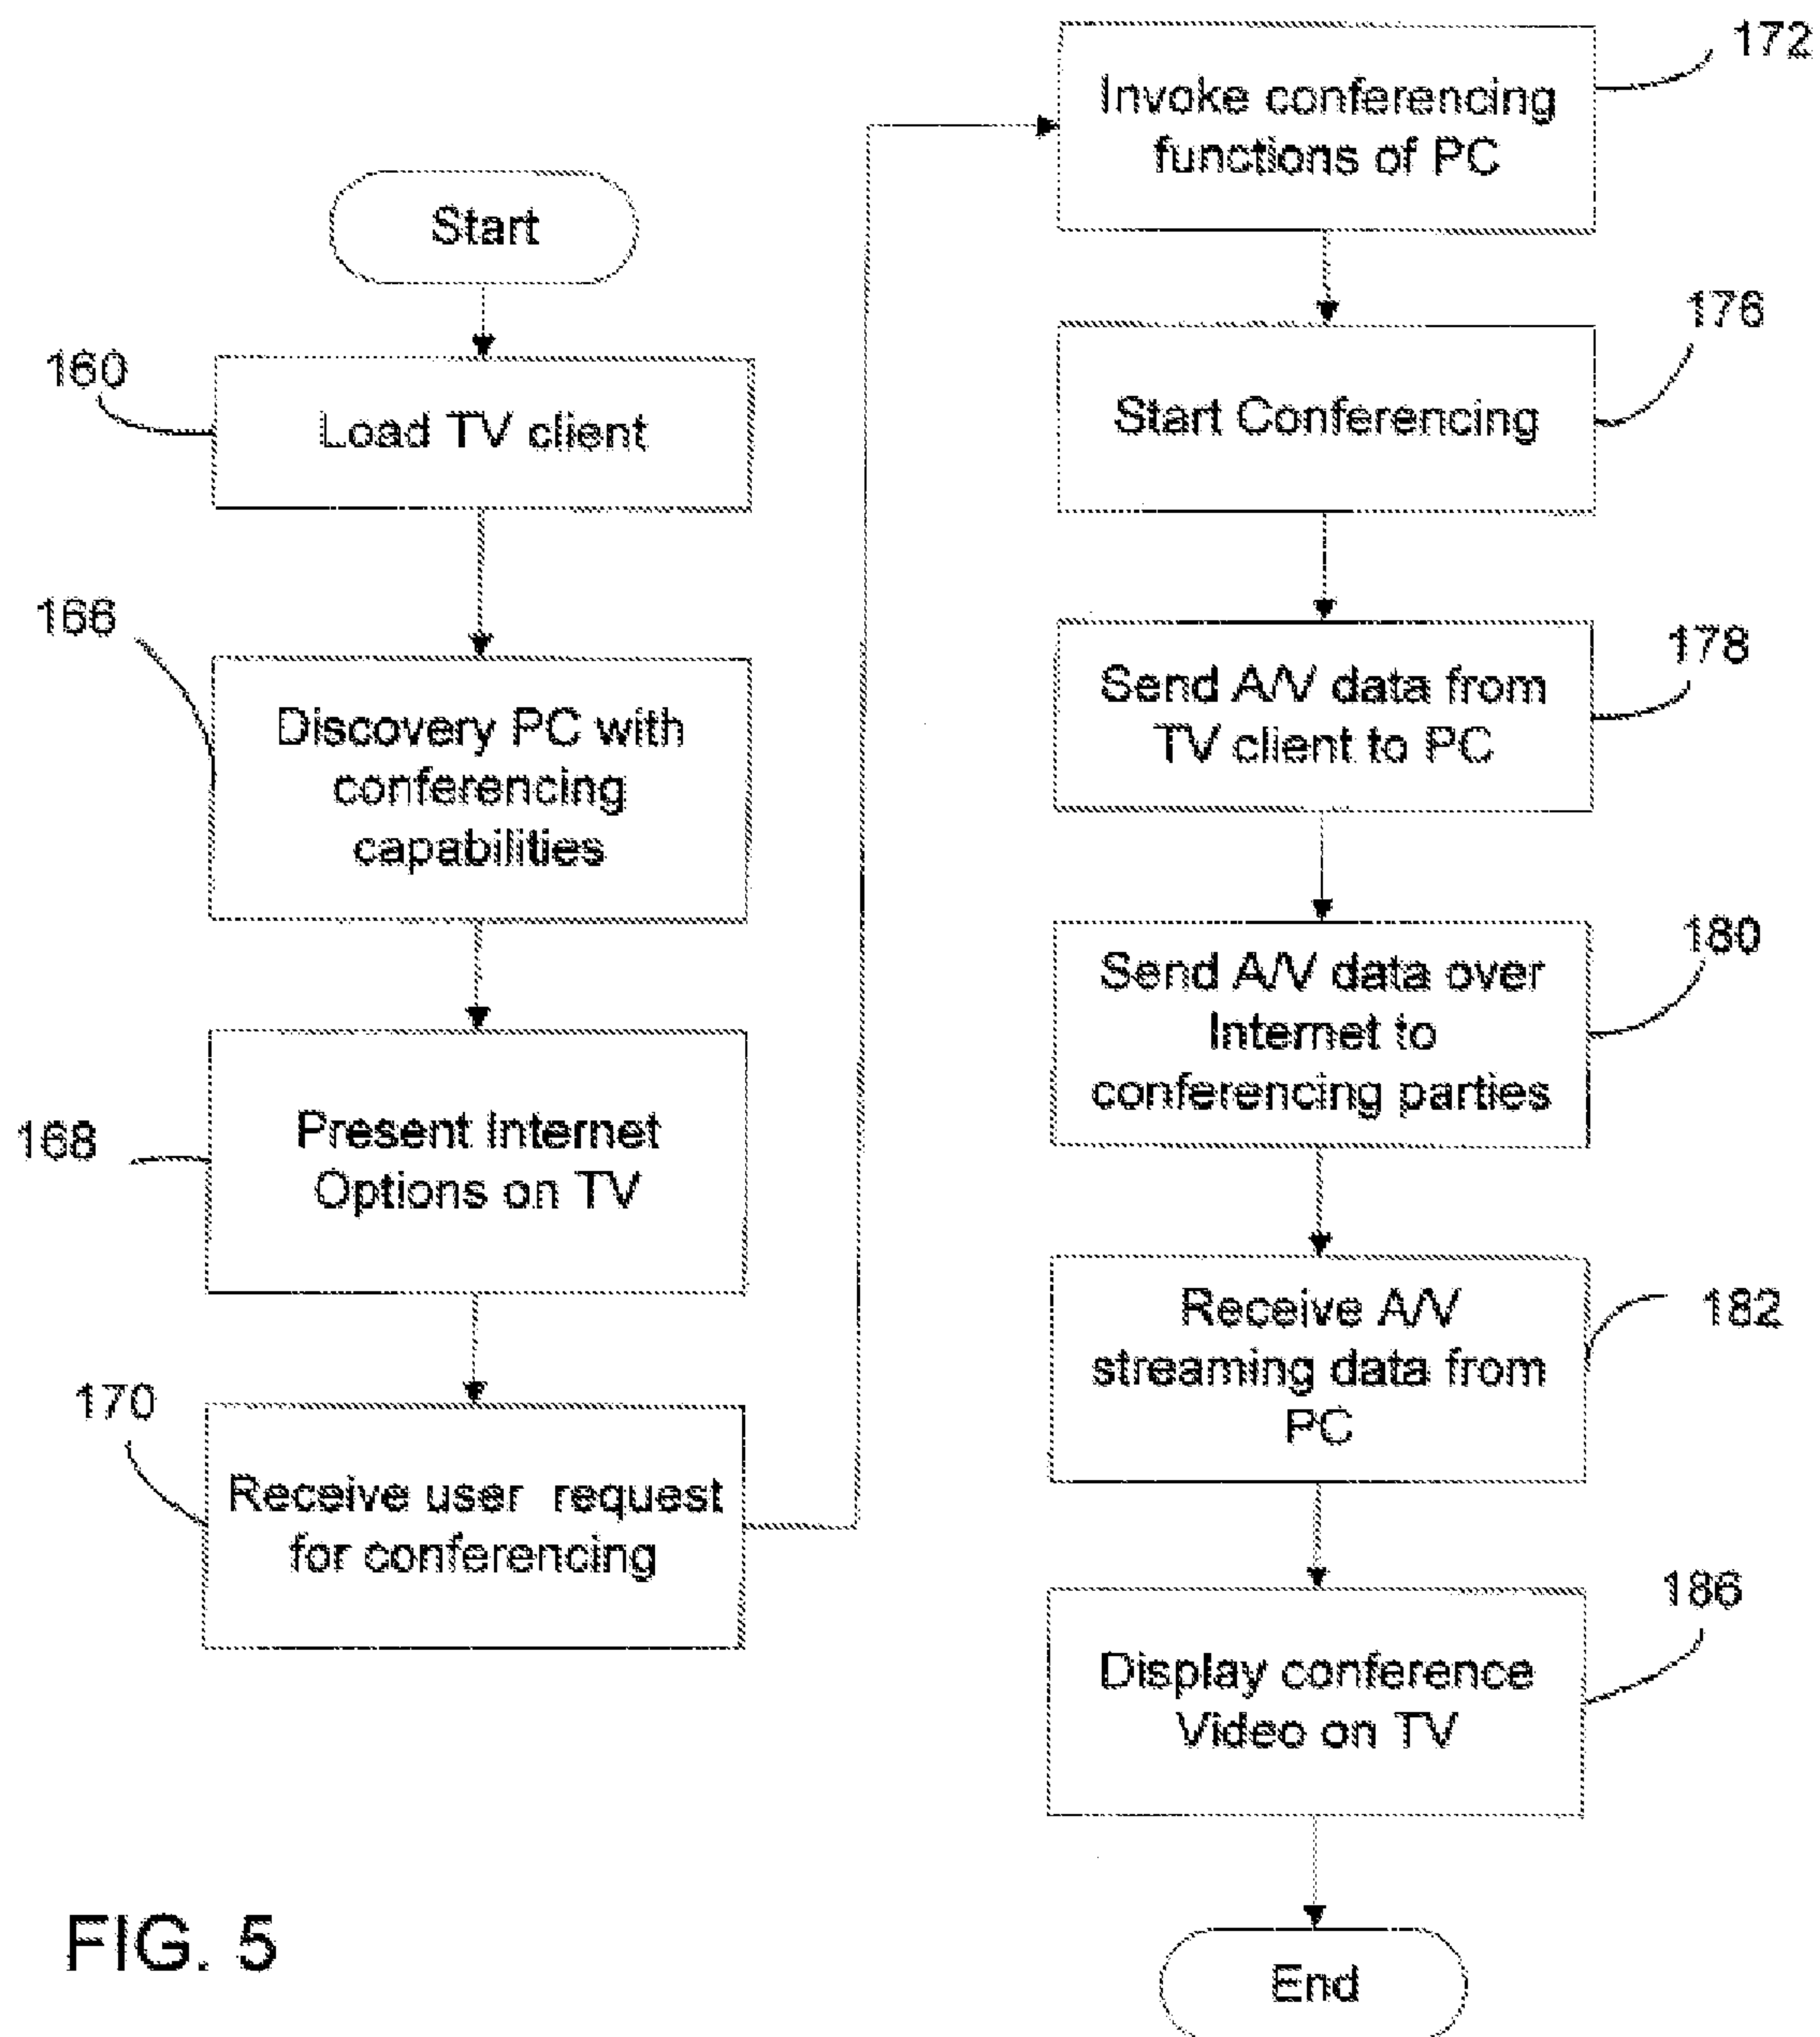 Start
160
Load TV client
166
Discovery PC with
conferencing
capabilities
168
Present Internet
Options on TV
170
Receive user request
for conferencing
172
Invoke conferencing
functions of PC
176
Start Conferencing
178
Send A/V data from
TV client to PC
180
Send A/V data over
Internet to
conferencing parties
182
Receive A/V
streaming data from
PC
186
Display conference
Video on TV
End
FIG. 5